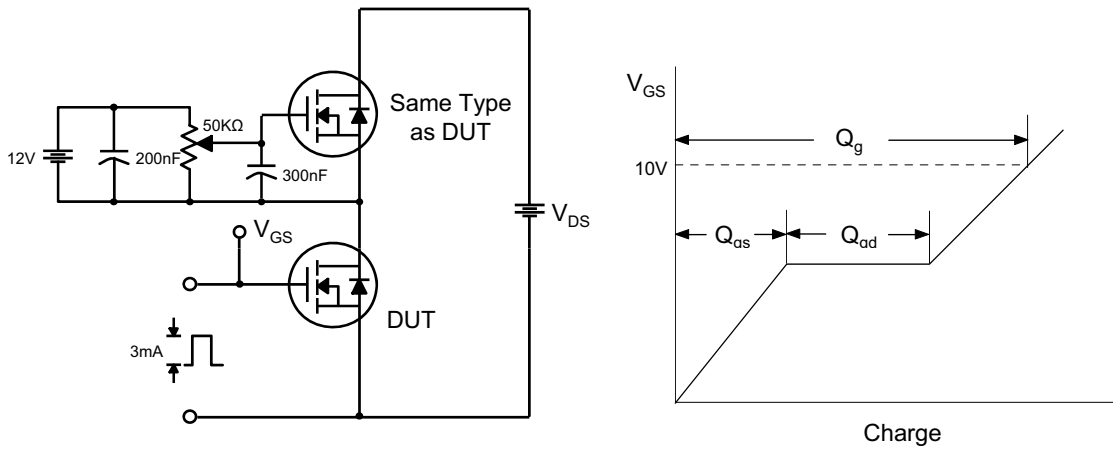 12V
200nF
50KΩ
300nF
Same Type
as DUT
V_DS
V_GS
DUT
3mA
V_GS
10V
Q_g
Q_gs
Q_gd
Charge